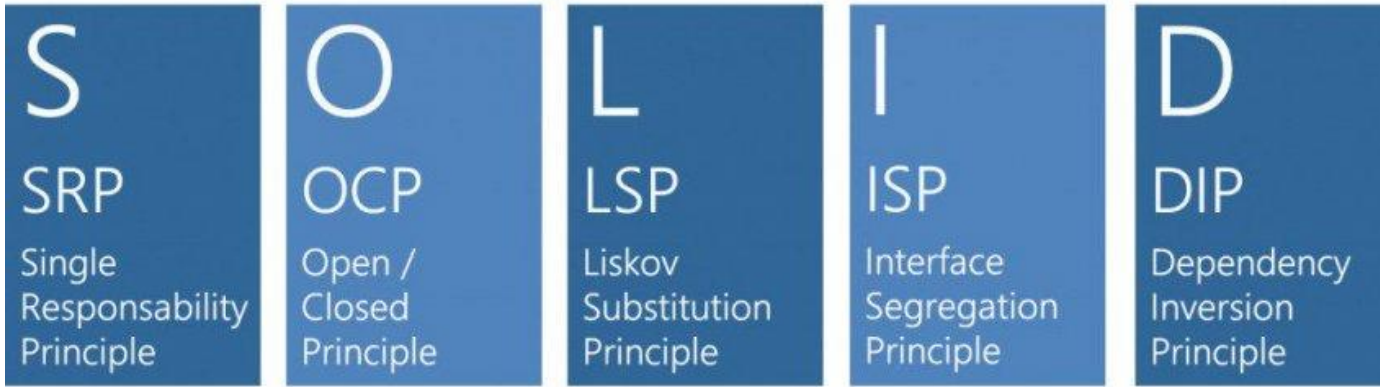 S
SRP
Single
Responsability
Principle
O
OCP
Open /
Closed
Principle
L
LSP
Liskov
Substitution
Principle
I
ISP
Interface
Segregation
Principle
D
DIP
Dependency
Inversion
Principle